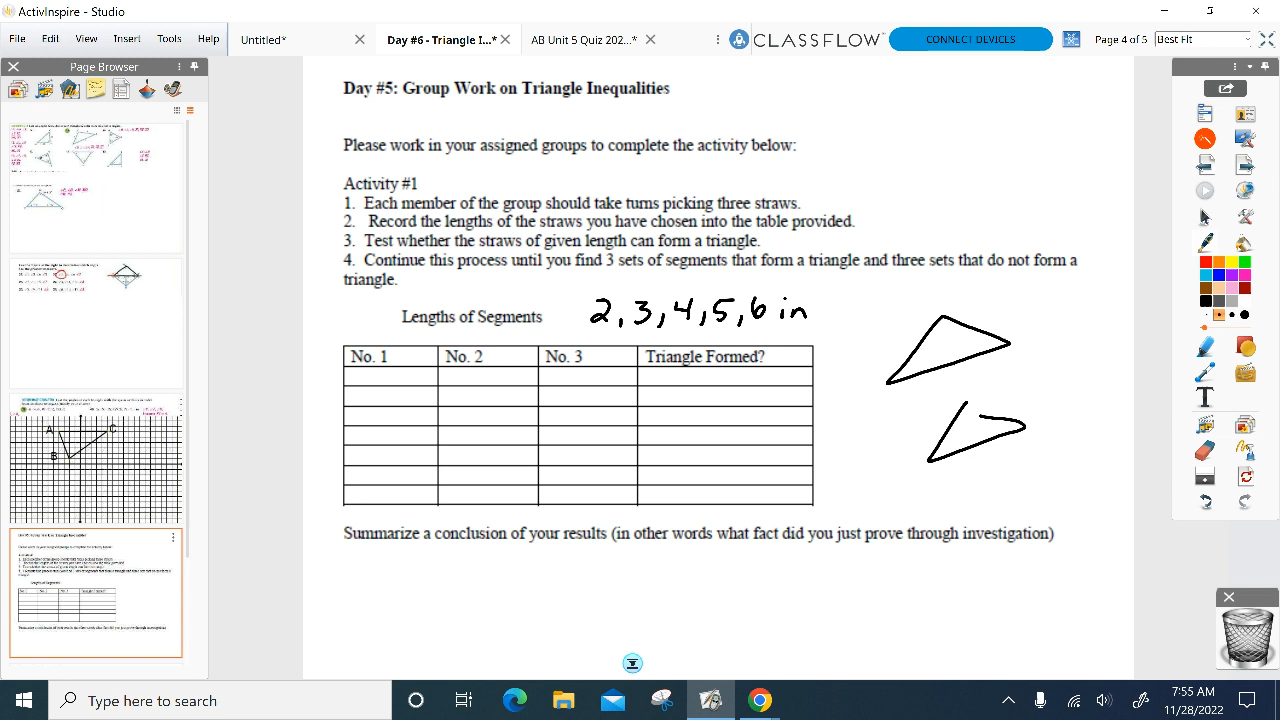 ActivInspire - Studio
File Edit View Insert Tools Help
Untitled*
Day #6 - Triangle I...*
AB Unit 5 Quiz 202...*
CLASSFLOW
CONNECT DEVICES
Page 4 of 5
Best Fit
Page Browser
Day #5: Group Work on Triangle Inequalities
Please work in your assigned groups to complete the activity below:
Activity #1
1. Each member of the group should take turns picking three straws.
2. Record the lengths of the straws you have chosen into the table provided.
3. Test whether the straws of given length can form a triangle.
4. Continue this process until you find 3 sets of segments that form a triangle and three sets that do not form a
triangle.
Lengths of Segments
2, 3, 4, 5, 6 in
No. 1 No. 2 No. 3 Triangle Formed?
Summarize a conclusion of your results (in other words what fact did you just prove through investigation)
A
C
B
Type here to search
7:55 AM
11/28/2022